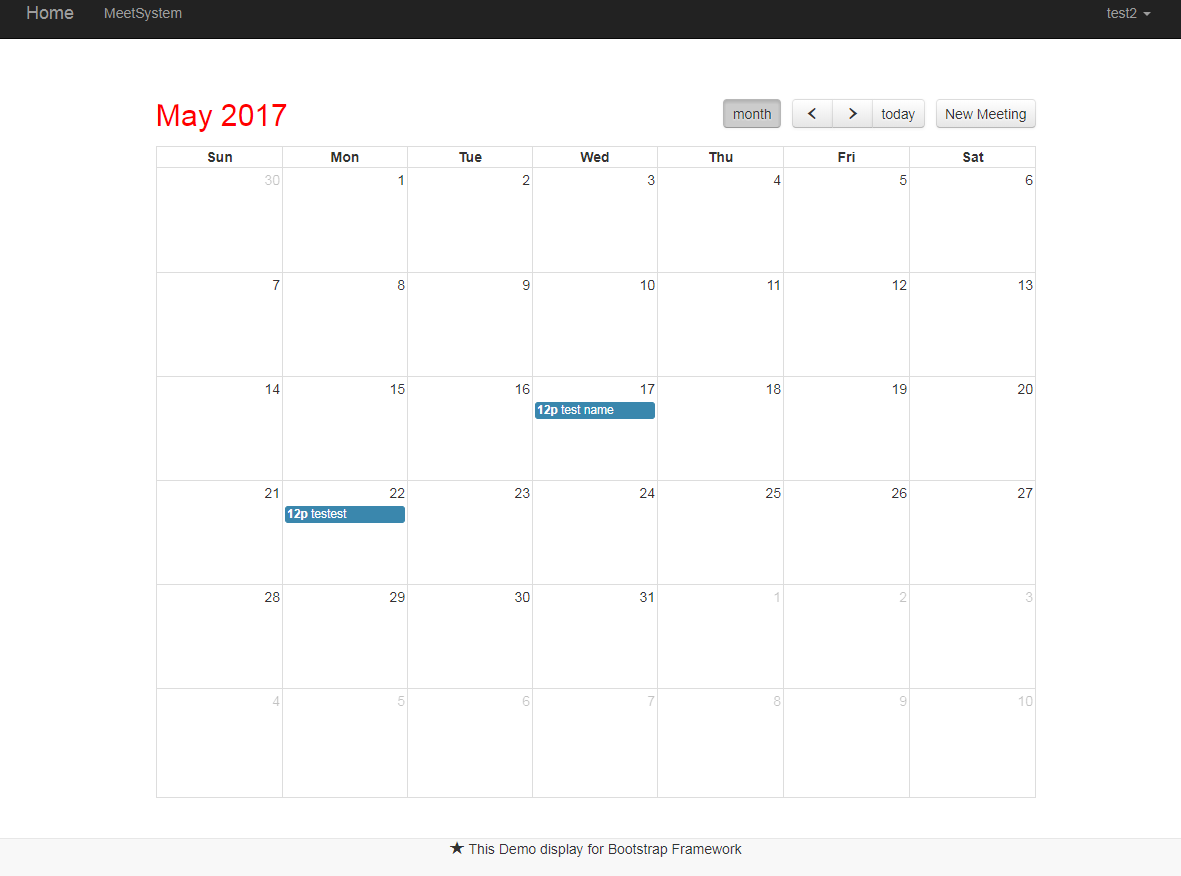 Home MeetSystem test2
May 2017 month today New Meeting
Sun Mon Tue Wed Thu Fri Sat
30 1 2 3 4 5 6
7 8 9 10 11 12 13
14 15 16 17 18 19 20
12p test name
21 22 23 24 25 26 27
12p testest
28 29 30 31 1 2 3
4 5 6 7 8 9 10
★ This Demo display for Bootstrap Framework